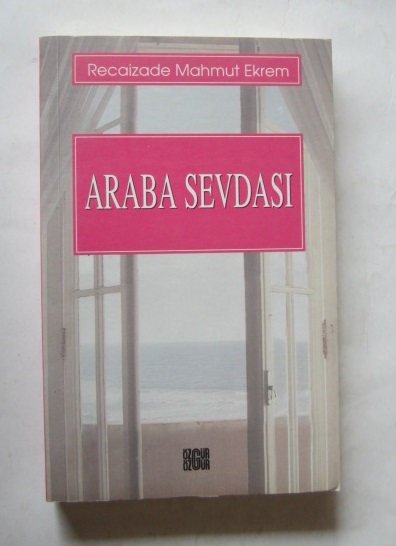 Recaizade Mahmut Ekrem
ARABA SEVDASI
ÖZGÜR
ÖZGÜR